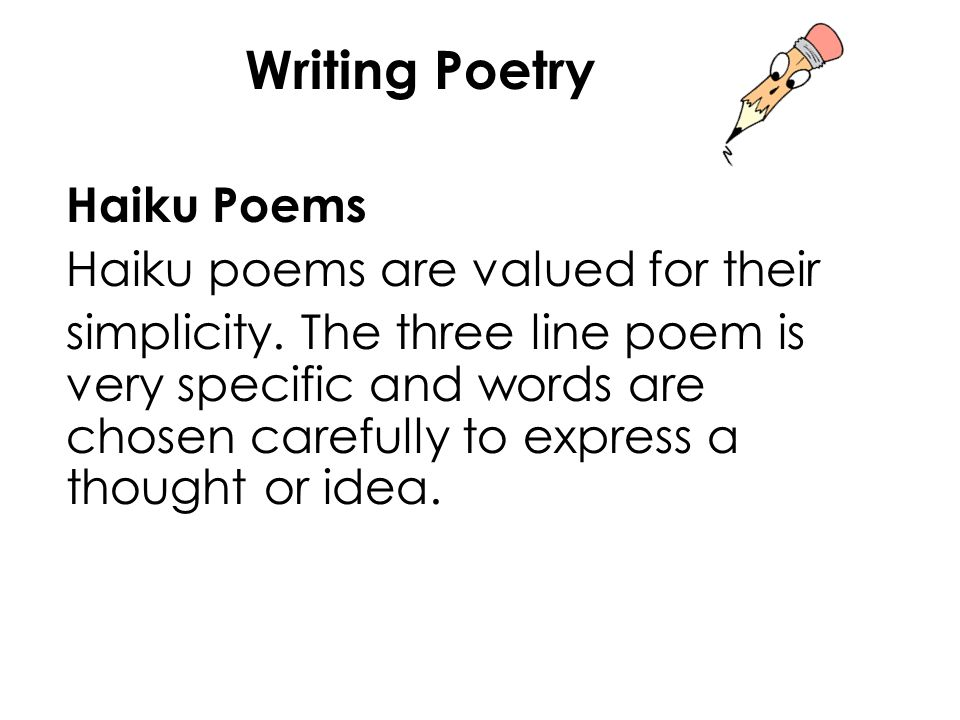 Writing Poetry
Haiku Poems
Haiku poems are valued for their
simplicity. The three line poem is
very specific and words are
chosen carefully to express a
thought or idea.